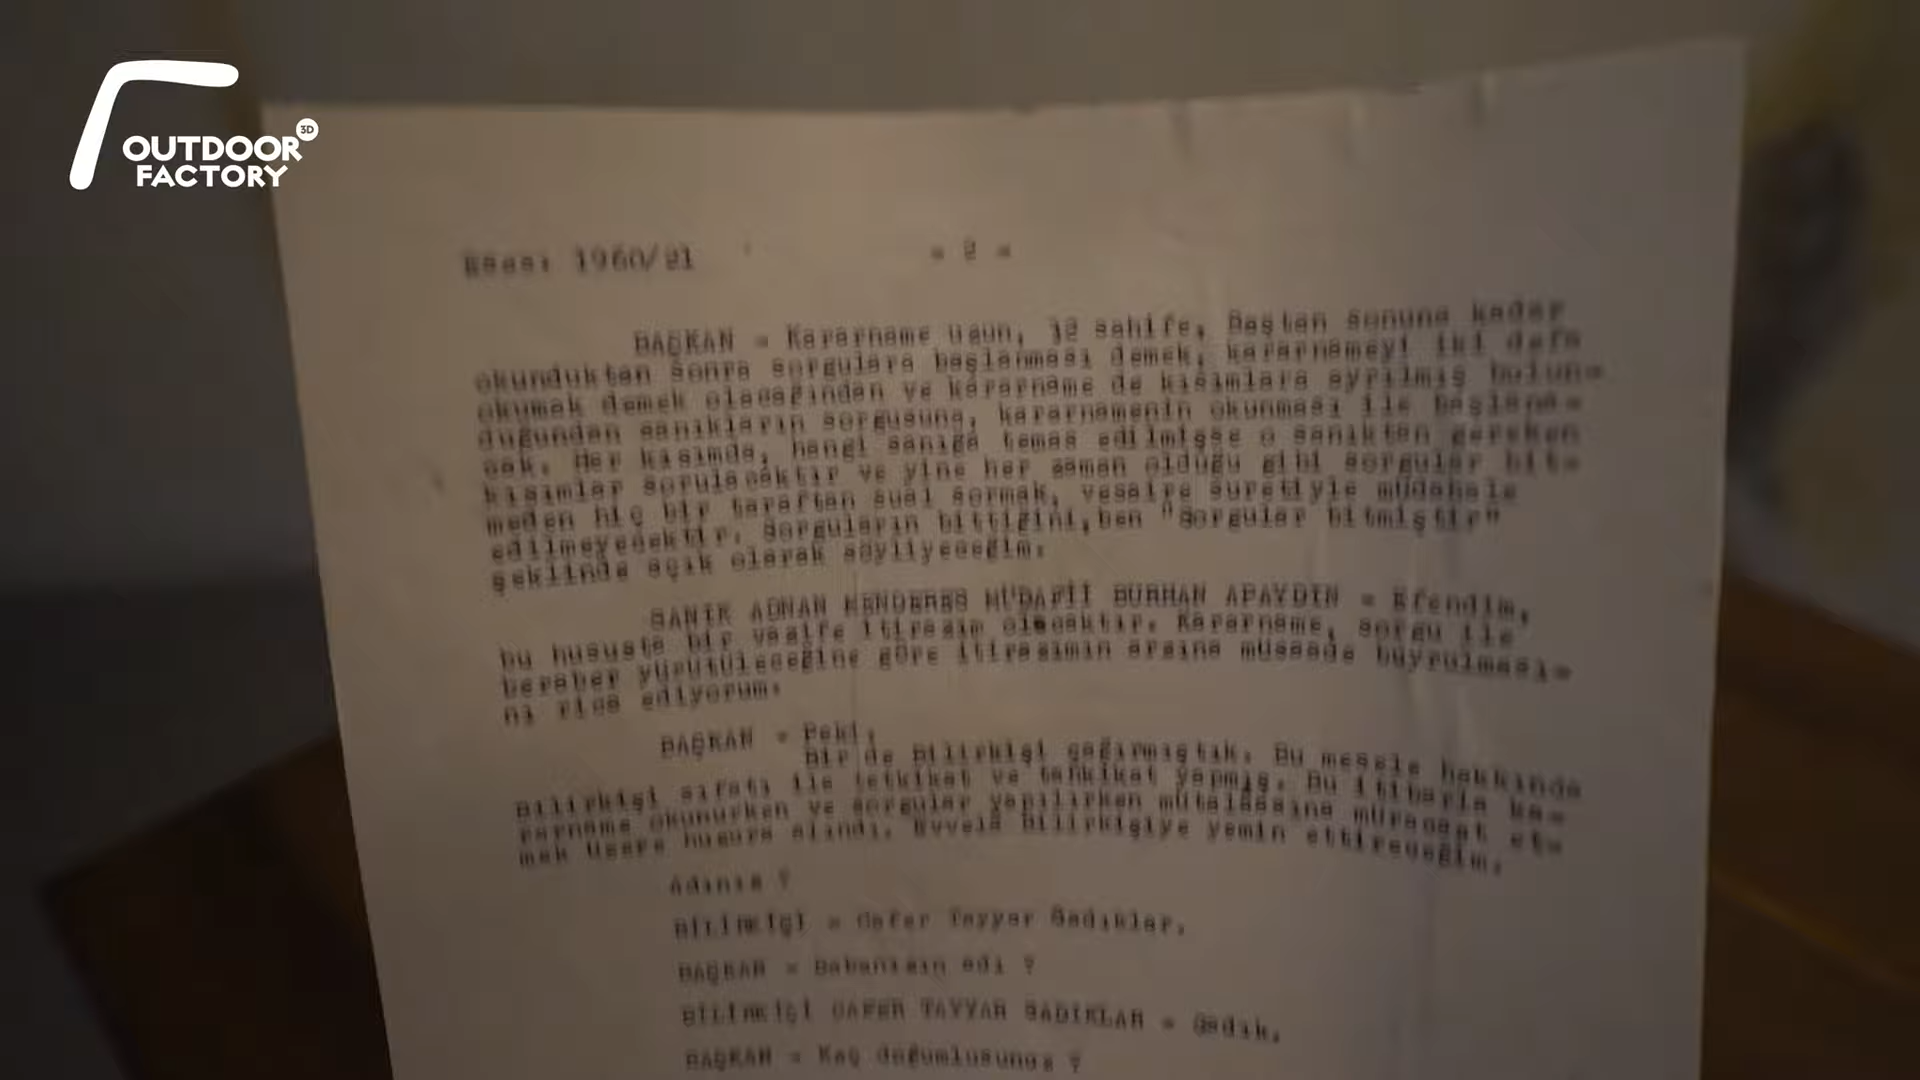 OUTDOOR 3D
FACTORY
Esas: 1960/21 - 2 -
BAŞKAN - Kararname uzun, sahife. Baştan sonuna kadar
okunduktan sonra sorgulara başlanması demek, kararnameyi iki defa
okumak demek olacağından ve kararname de kısımlara ayrılmış bulun-
duğundan sanıkların sorgusuna, kararnamenin okunması ile başlana-
cak. Her kısımda, hangi sanığa temas edilmişse o sanıktan gereken
kısımlar sorulacaktır ve yine her zaman olduğu gibi sorgular bit-
meden hiç bir taraftan sual sormak, vesaire suretiyle müdahale
edilmeyecektir. Sorguların bittiğini, ben "Sorgular bitmiştir"
şeklinde açık olarak söyliyeceğim.
SANIK ADNAN MENDERES MÜDAFİİ BURHAN APAYDIN - Efendim,
bu hususta bir vazife itirazım olacaktır. Kararname, sorgu ile
beraber yürütüleceğine göre itirazımın arzına müsaade buyrulması-
nı rica ediyorum.
BAŞKAN - Peki,
Bir de Bilirkişi çağırmıştık. Bu mesele hakkında
Bilirkişi sıfatı ile tetkikat ve tahkikat yapmış. Bu itibarla ka-
rarname okunurken ve sorgular yapılırken mütalâasına müracaat et-
mek üzere huzura alındı. Evvelâ bilirkişiye yemin ettireceğim.
Adınız ?
BİLİRKİŞİ - Cafer Tayyar Sadıklar.
BAŞKAN - Babanızın adı ?
BİLİRKİŞİ CAFER TAYYAR SADIKLAR - Sadık.
BAŞKAN - Kaç doğumlusunuz ?